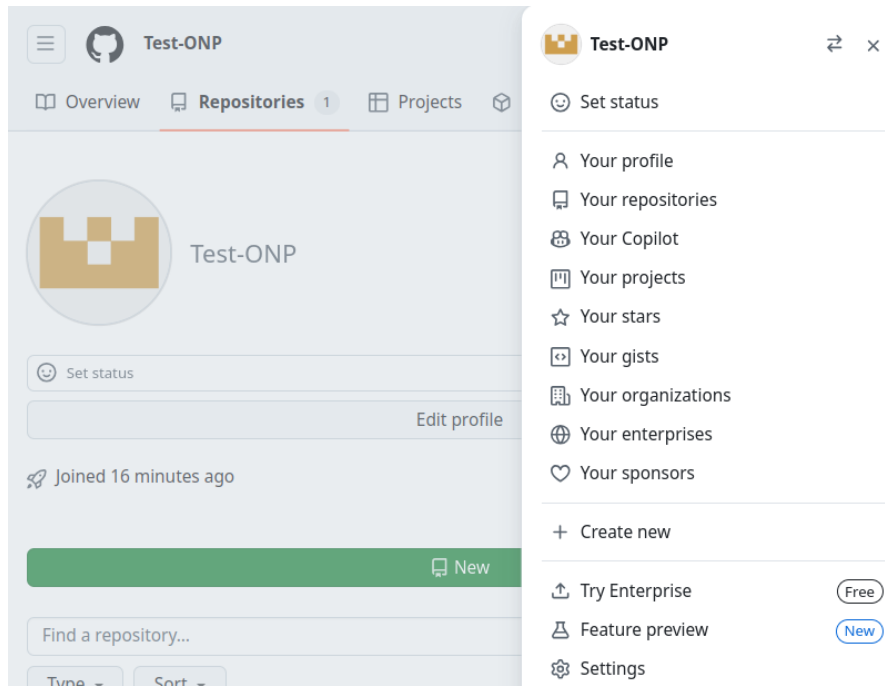 Test-ONP
Overview Repositories 1 Projects
Test-ONP
Set status
Edit profile
Joined 16 minutes ago
New
Find a repository...
Type Sort
Test-ONP
Set status
Your profile
Your repositories
Your Copilot
Your projects
Your stars
Your gists
Your organizations
Your enterprises
Your sponsors
Create new
Try Enterprise Free
Feature preview New
Settings